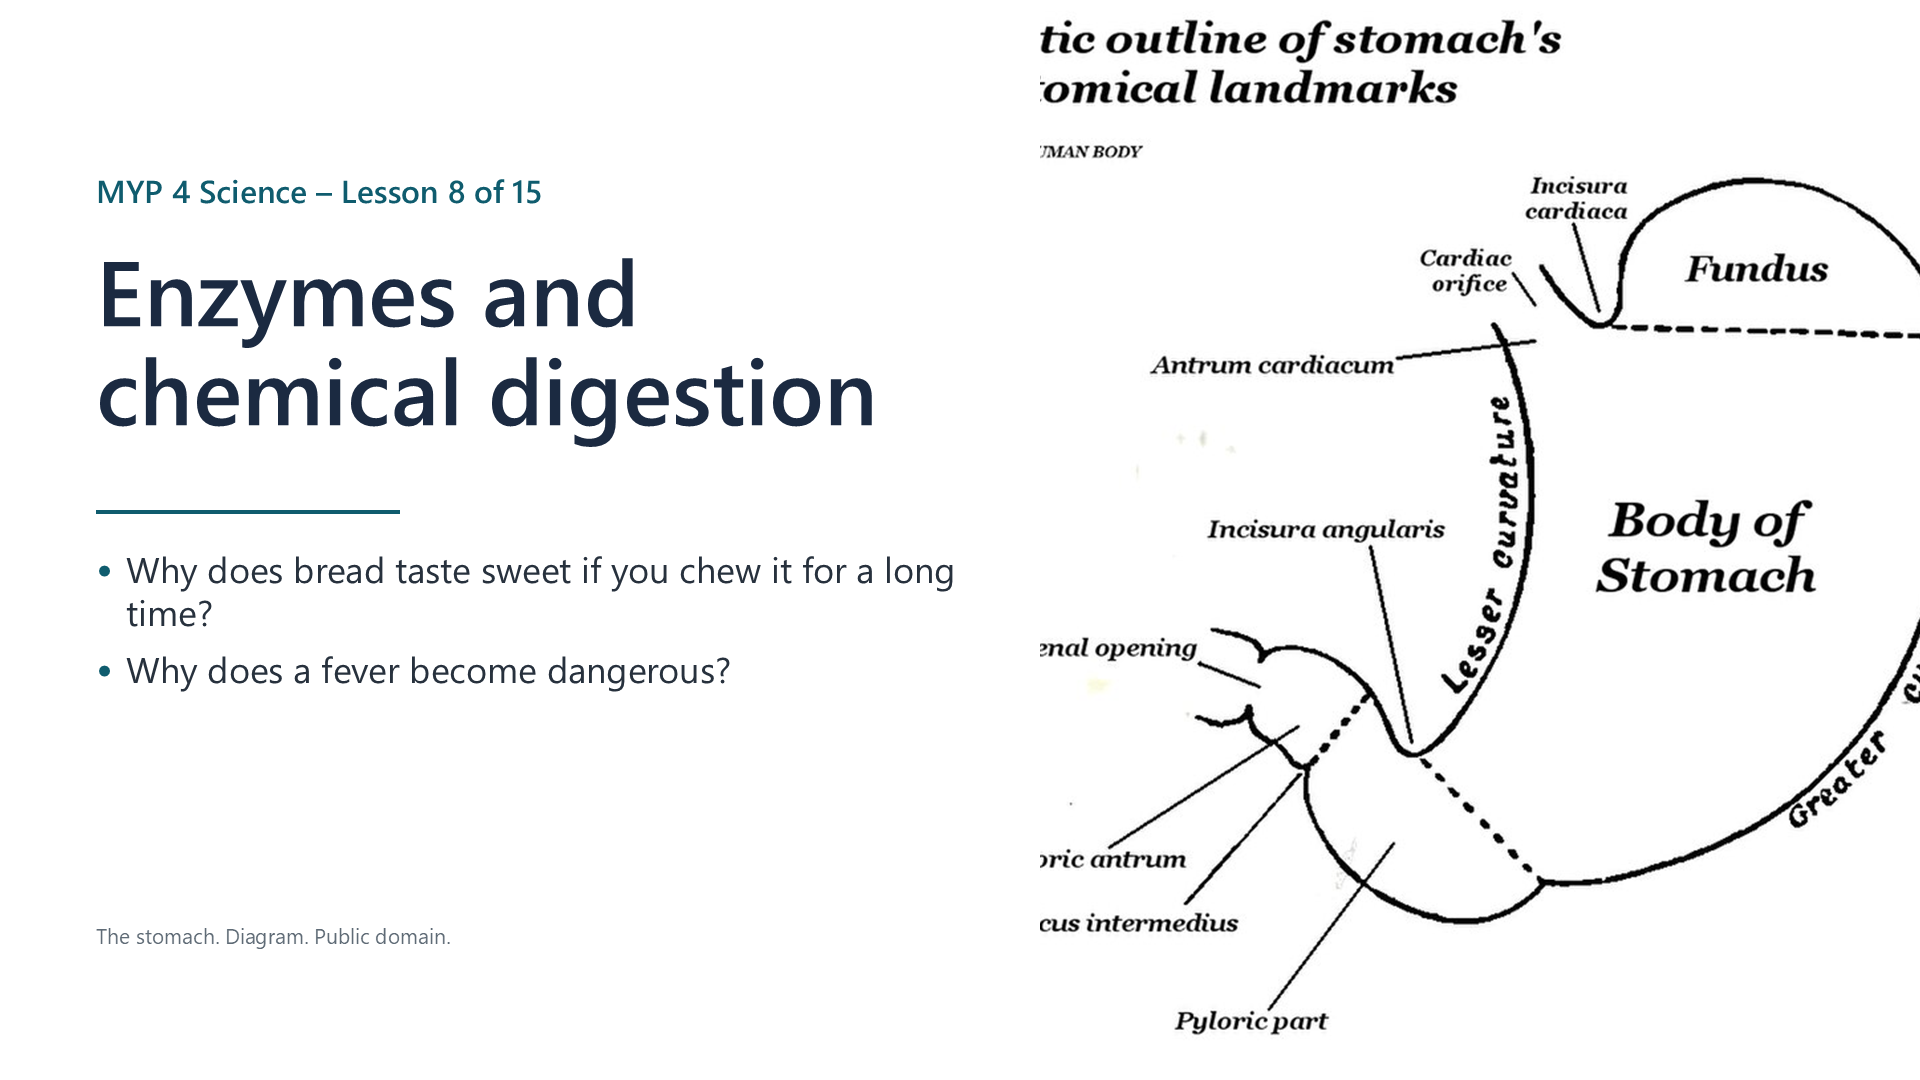 MYP 4 Science – Lesson 8 of 15
Enzymes and
chemical digestion
• Why does bread taste sweet if you chew it for a long
time?
• Why does a fever become dangerous?
The stomach. Diagram. Public domain.
tic outline of stomach's
tomical landmarks
UMAN BODY
Incisura
cardiaca
Cardiac
orifice
Fundus
Antrum cardiacum
Lesser curvature
Incisura angularis
Body of
Stomach
enal opening
Greater
oric antrum
cus intermedius
Pyloric part